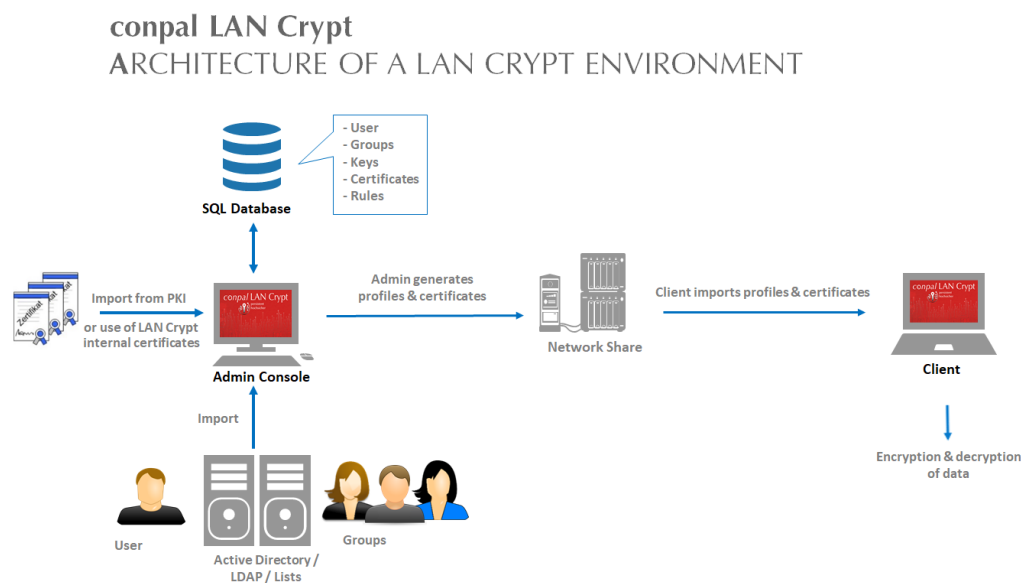 conpal LAN Crypt
ARCHITECTURE OF A LAN CRYPT ENVIRONMENT
- User
- Groups
- Keys
- Certificates
- Rules
SQL Database
Zertifikat
Import from PKI
or use of LAN Crypt
internal certificates
conpal LAN Crypt
Admin Console
Admin generates
profiles & certificates
Network Share
Client imports profiles & certificates
conpal LAN Crypt
Client
Encryption & decryption
of data
Import
User
Active Directory /
LDAP / Lists
Groups